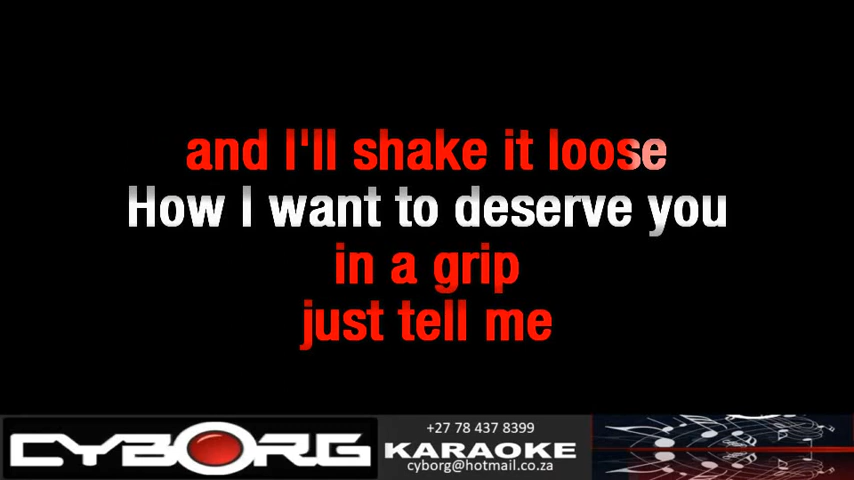 and I'll shake it loose
How I want to deserve you
in a grip
just tell me
CYBORG
+27 78 437 8399
KARAOKE
cyborg@hotmail.co.za